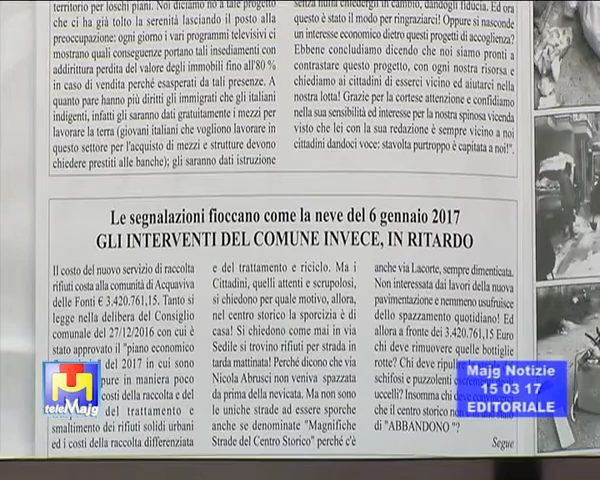 territorio per loschi piani. Noi diciamo no a tale progetto
che ci ha già tolto la serenità lasciando il posto alla
preoccupazione: ogni giorno i vari programmi televisivi ci
mostrano quali conseguenze portano tali insediamenti con
addirittura perdita del valore degli immobili fino all'80 %
in caso di vendita perché esasperati da tali presenze. A
quanto pare hanno più diritti gli immigrati che gli italiani
indigenti, infatti gli saranno dati gratuitamente i mezzi per
lavorare la terra (giovani italiani che vogliono lavorare in
questo settore per l'acquisto di mezzi e strutture devono
chiedere prestiti alle banche); gli saranno dati istruzione
senza nulla chiedergli in cambio, dandogli fiducia. Ed ora
questo è stato il modo per ringraziarci! Oppure si nasconde
un interesse economico dietro questi progetti di accoglienza?
Ebbene concludiamo dicendo che noi siamo pronti a
contrastare questo progetto, con ogni nostra risorsa e
chiediamo ai cittadini di esserci vicino ed aiutarci nella
nostra lotta! Grazie per la cortese attenzione e confidiamo
nella sua sensibilità ed interesse per la nostra spinosa vicenda
visto che lei con la sua redazione è sempre vicino a noi
cittadini dandoci voce: stavolta purtroppo è capitata a noi!".
Le segnalazioni fioccano come la neve del 6 gennaio 2017
GLI INTERVENTI DEL COMUNE INVECE, IN RITARDO
Il costo del nuovo servizio di raccolta
rifiuti costa alla comunità di Acquaviva
delle Fonti € 3.420.761,15. Tanto si
legge nella delibera del Consiglio
comunale del 27/12/2016 con cui è
stato approvato il "piano economico
del 2017 in cui sono
pure in maniera poco
costi della raccolta e del
del trattamento e
smaltimento dei rifiuti solidi urbani
ed i costi della raccolta differenziata
e del trattamento e riciclo. Ma i
Cittadini, quelli attenti e scrupolosi,
si chiedono per quale motivo, allora,
nel centro storico la sporcizia è di
casa! Si chiedono come mai in via
Sedile si trovino rifiuti per strada in
tarda mattinata! Perché dicono che via
Nicola Abrusci non veniva spazzata
da prima della nevicata. Ma non sono
le uniche strade ad essere sporche
anche se denominate "Magnifiche
Strade del Centro Storico" perché c'è
anche via Lacorte, sempre dimenticata.
Non interessata dai lavori della nuova
pavimentazione e nemmeno usufruisce
dello spazzamento quotidiano! Ed
allora a fronte dei 3.420.761,15 Euro
chi deve rimuovere quelle bottiglie
rotte? Chi deve
schifosi e puzzolenti
uccelli? Insomma chi
che il centro storico
di "ABBANDONO "?
Segue
teleMajg
Majg Notizie
15 03 17
EDITORIALE